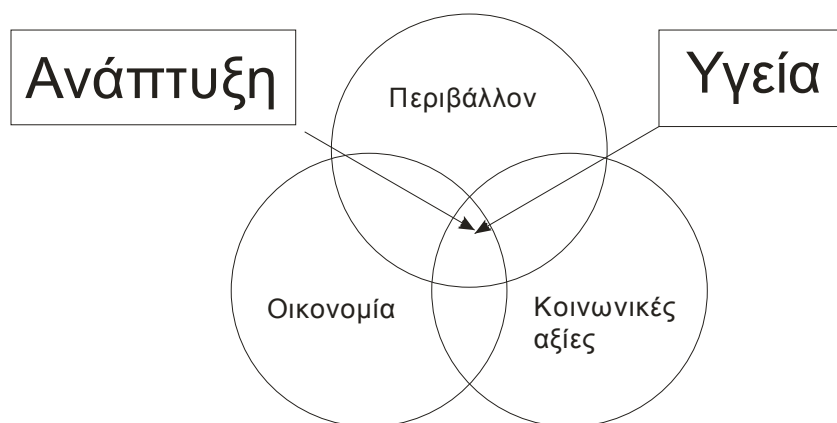 Ανάπτυξη
Υγεία
Περιβάλλον
Οικονομία
Κοινωνικές
αξίες